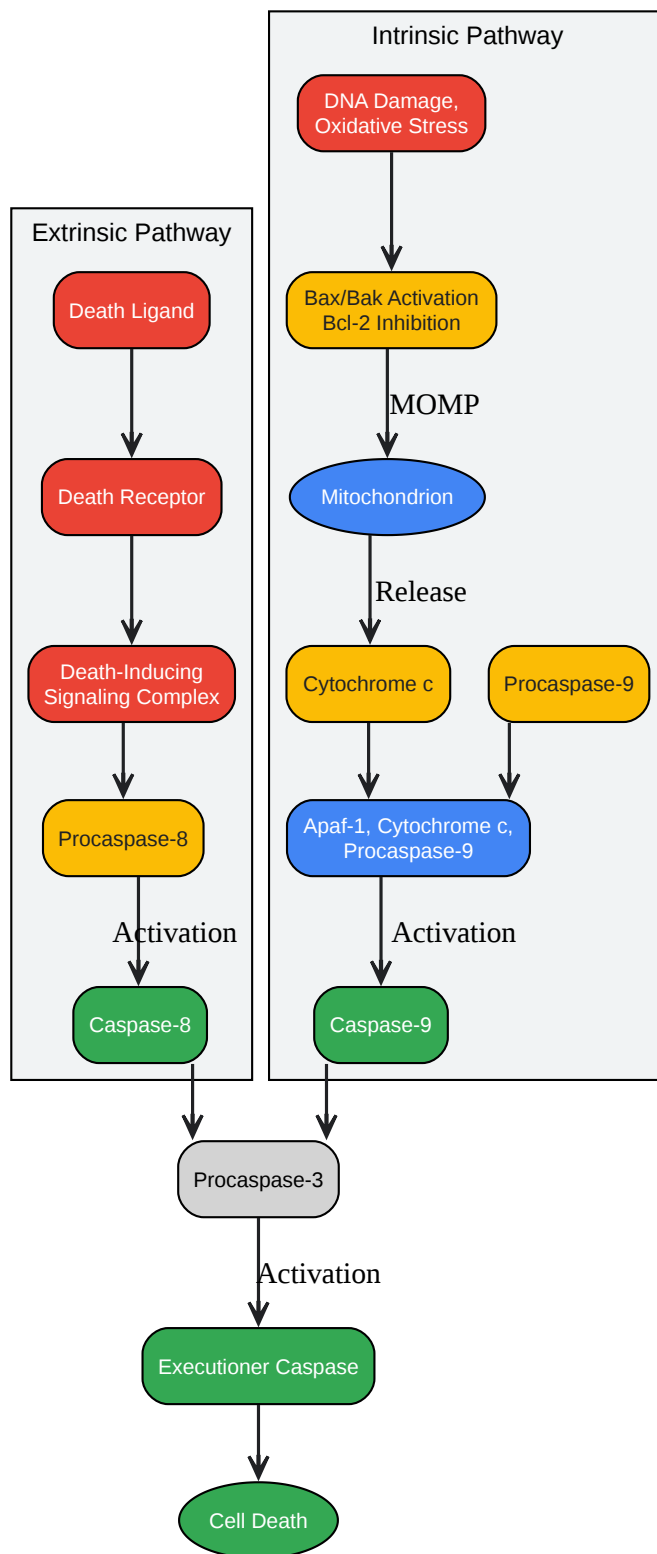 Intrinsic Pathway
DNA Damage,
Oxidative Stress
Extrinsic Pathway
Death Ligand
Bax/Bak Activation
Bcl-2 Inhibition
MOMP
Death Receptor
Mitochondrion
Release
Death-Inducing
Signaling Complex
Cytochrome c
Procaspase-9
Procaspase-8
Apaf-1, Cytochrome c,
Procaspase-9
Activation
Activation
Caspase-8
Caspase-9
Procaspase-3
Activation
Executioner Caspase
Cell Death